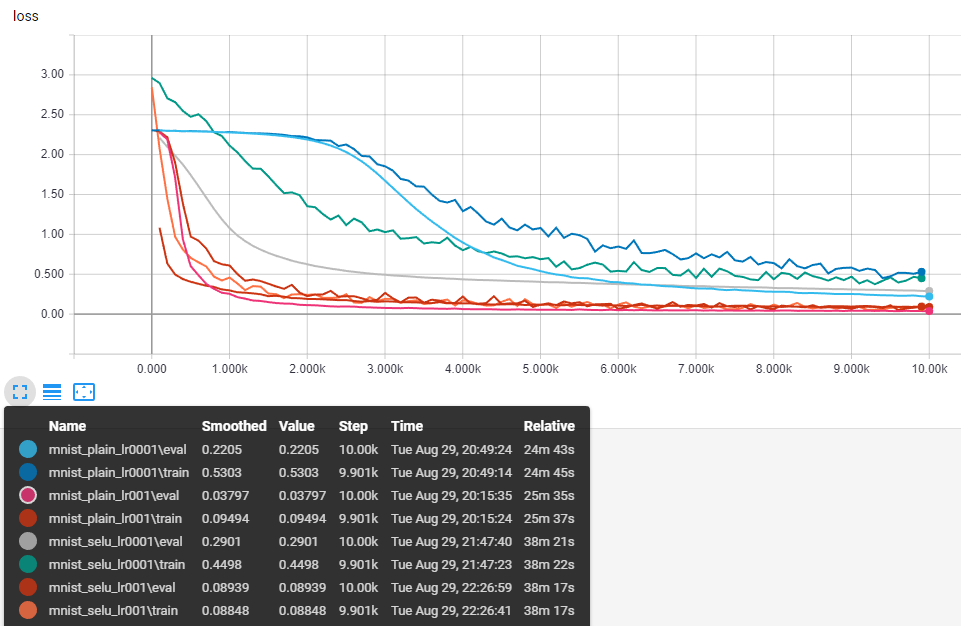 loss
3.00
2.50
2.00
1.50
1.00
0.500
0.00
0.000 1.000k 2.000k 3.000k 4.000k 5.000k 6.000k 7.000k 8.000k 9.000k 10.00k
Name Smoothed Value Step Time Relative
mnist_plain_lr0001\eval 0.2205 0.2205 10.00k Tue Aug 29, 20:49:24 24m 43s
mnist_plain_lr0001\train 0.5303 0.5303 9.901k Tue Aug 29, 20:49:14 24m 45s
mnist_plain_lr001\eval 0.03797 0.03797 10.00k Tue Aug 29, 20:15:35 25m 35s
mnist_plain_lr001\train 0.09494 0.09494 9.901k Tue Aug 29, 20:15:24 25m 37s
mnist_selu_lr0001\eval 0.2901 0.2901 10.00k Tue Aug 29, 21:47:40 38m 21s
mnist_selu_lr0001\train 0.4498 0.4498 9.901k Tue Aug 29, 21:47:23 38m 22s
mnist_selu_lr001\eval 0.08939 0.08939 10.00k Tue Aug 29, 22:26:59 38m 17s
mnist_selu_lr001\train 0.08848 0.08848 9.901k Tue Aug 29, 22:26:41 38m 17s